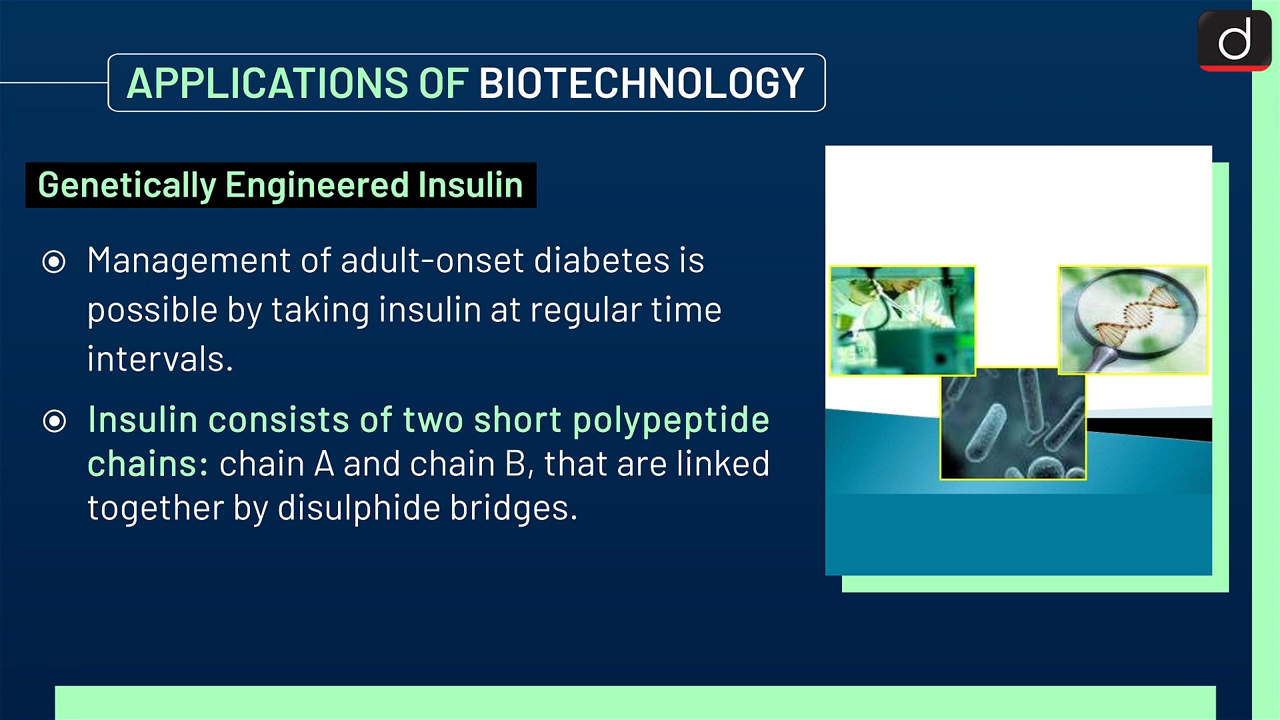 d
APPLICATIONS OF BIOTECHNOLOGY
Genetically Engineered Insulin
Management of adult-onset diabetes is
possible by taking insulin at regular time
intervals.
Insulin consists of two short polypeptide
chains: chain A and chain B, that are linked
together by disulphide bridges.